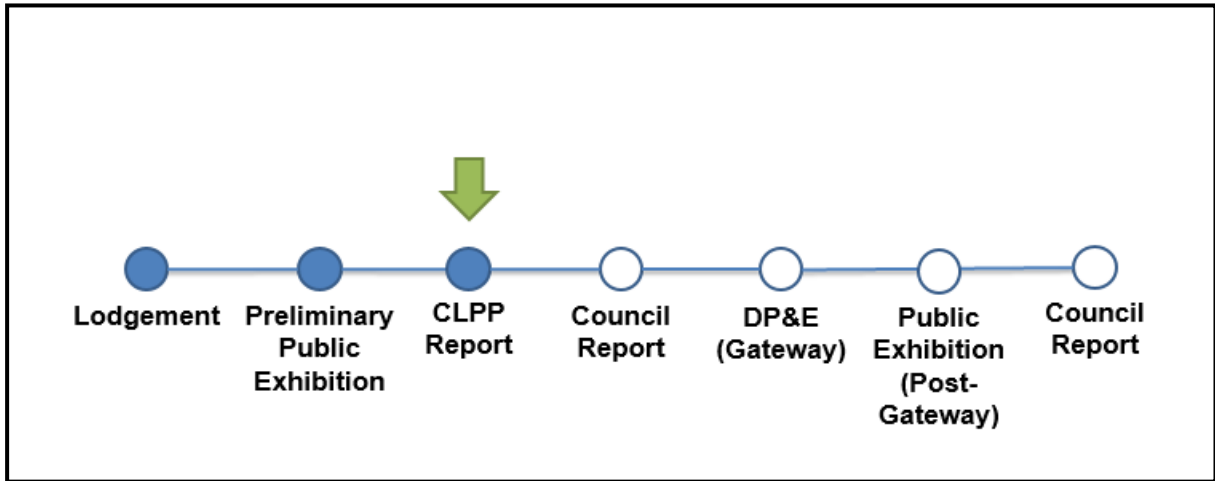 Lodgement
Preliminary
Public
Exhibition
CLPP
Report
Council
Report
DP&E
(Gateway)
Public
Exhibition
(Post-
Gateway)
Council
Report